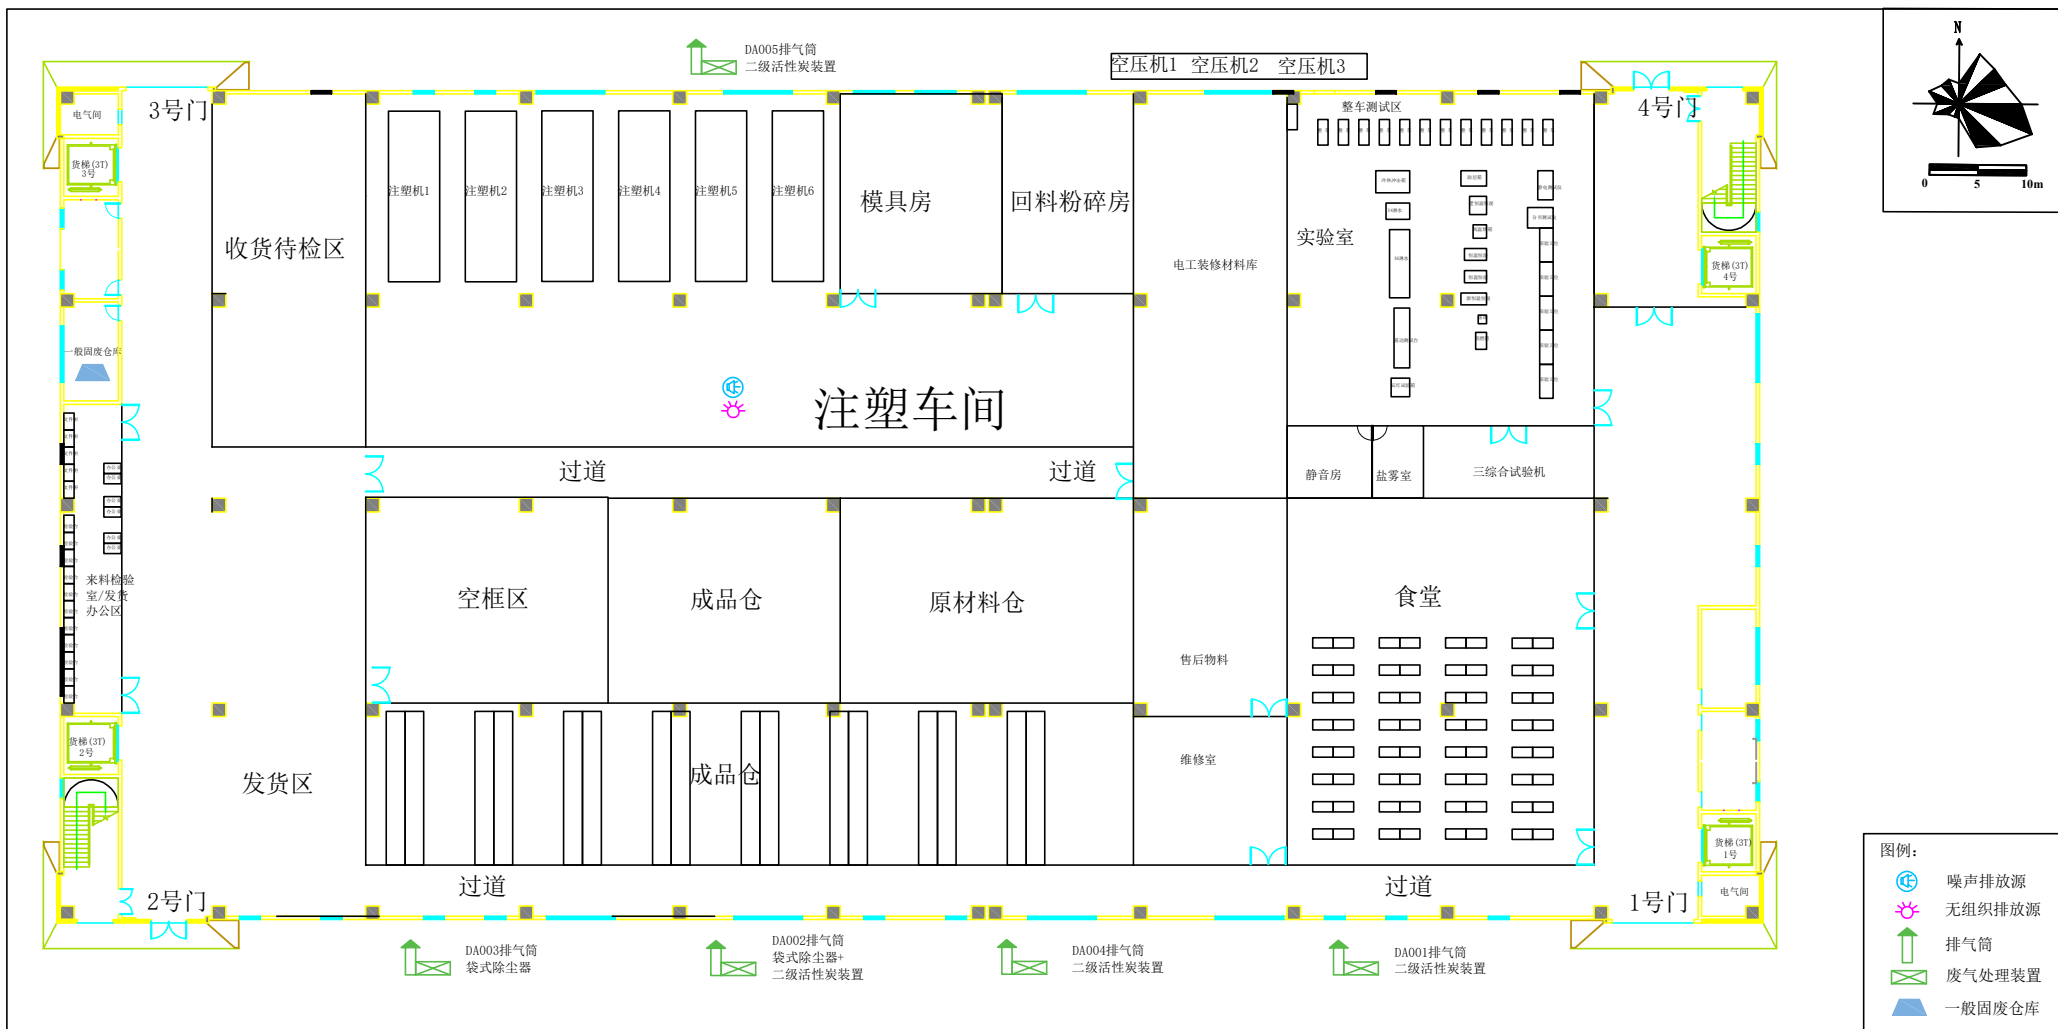 DA005排气筒
二级活性炭装置
空压机1 空压机2 空压机3
N
0 5 10m
3号门
4号门
电气间
整车测试区
货梯(3T)
3号
注塑机1
注塑机2
注塑机3
注塑机4
注塑机5
注塑机6
模具房
回料粉碎房
收货待检区
实验室
电工装修材料库
货梯(3T)
4号
一般固废仓库
注塑车间
过道
过道
静音房
盐雾室
三综合试验机
来料检验
室/发货
办公区
空框区
成品仓
原材料仓
食堂
售后物料
货梯(3T)
2号
发货区
成品仓
维修室
货梯(3T)
1号
电气间
过道
过道
2号门
1号门
DA003排气筒
袋式除尘器
DA002排气筒
袋式除尘器+
二级活性炭装置
DA004排气筒
二级活性炭装置
DA001排气筒
二级活性炭装置
图例:
噪声排放源
无组织排放源
排气筒
废气处理装置
一般固废仓库